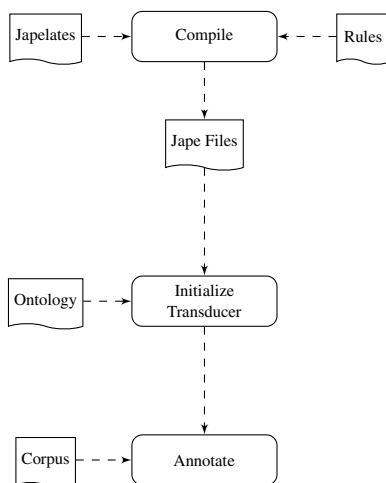 Japelates
Compile
Rules
Jape Files
Ontology
Initialize
Transducer
Corpus
Annotate